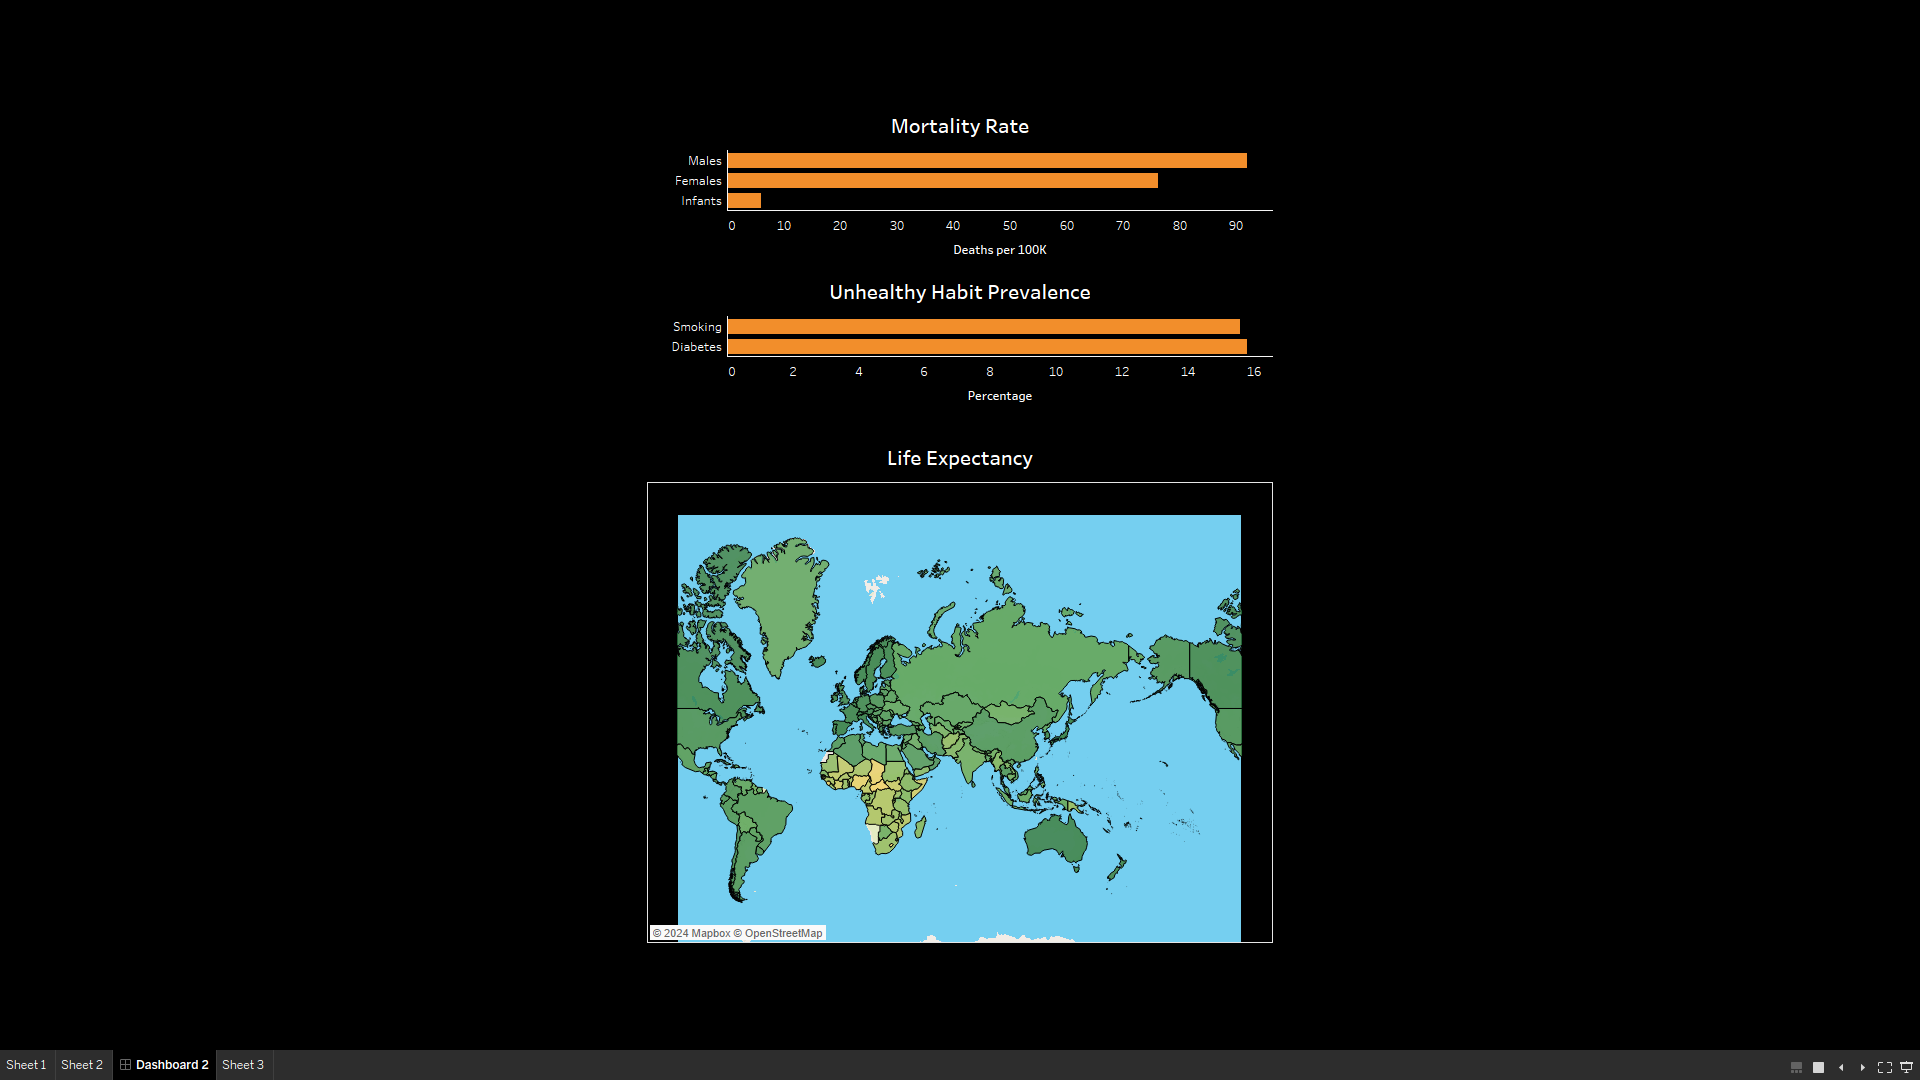 Mortality Rate
Males
Females
Infants
0 10 20 30 40 50 60 70 80 90
Deaths per 100K
Unhealthy Habit Prevalence
Smoking
Diabetes
0 2 4 6 8 10 12 14 16
Percentage
Life Expectancy
© 2024 Mapbox © OpenStreetMap
Sheet 1 Sheet 2 Dashboard 2 Sheet 3